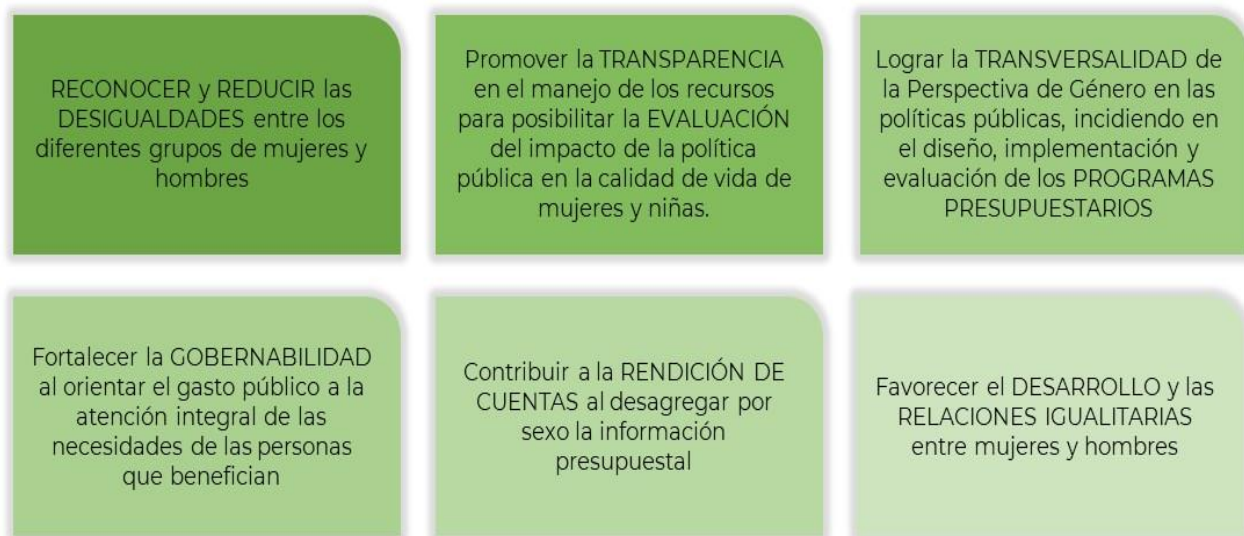 RECONOCER y REDUCIR las
DESIGUALDADES entre los
diferentes grupos de mujeres y
hombres
Promover la TRANSPARENCIA
en el manejo de los recursos
para posibilitar la EVALUACIÓN
del impacto de la política
pública en la calidad de vida de
mujeres y niñas.
Lograr la TRANSVERSALIDAD de
la Perspectiva de Género en las
políticas públicas, incidiendo en
el diseño, implementación y
evaluación de los PROGRAMAS
PRESUPUESTARIOS
Fortalecer la GOBERNABILIDAD
al orientar el gasto público a la
atención integral de las
necesidades de las personas
que benefician
Contribuir a la RENDICIÓN DE
CUENTAS al desagregar por
sexo la información
presupuestal
Favorecer el DESARROLLO y las
RELACIONES IGUALITARIAS
entre mujeres y hombres